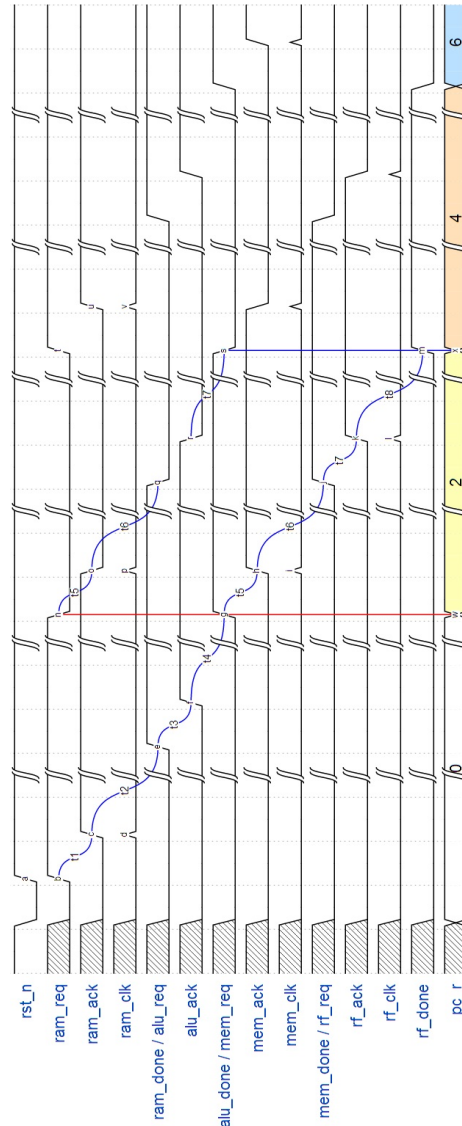 rst_n a
ram_req b n t
t1 t5
ram_ack c o u
ram_clk d t2 p t6 v
ram_done / alu_req e q
t3
alu_ack f r
t4 t7
alu_done / mem_req g s
t5
mem_ack h
mem_clk i t6
mem_done / rf_req j
t7
rf_ack k
rf_clk l t8
rf_done m
pc_r 0 w 2 x 4 6